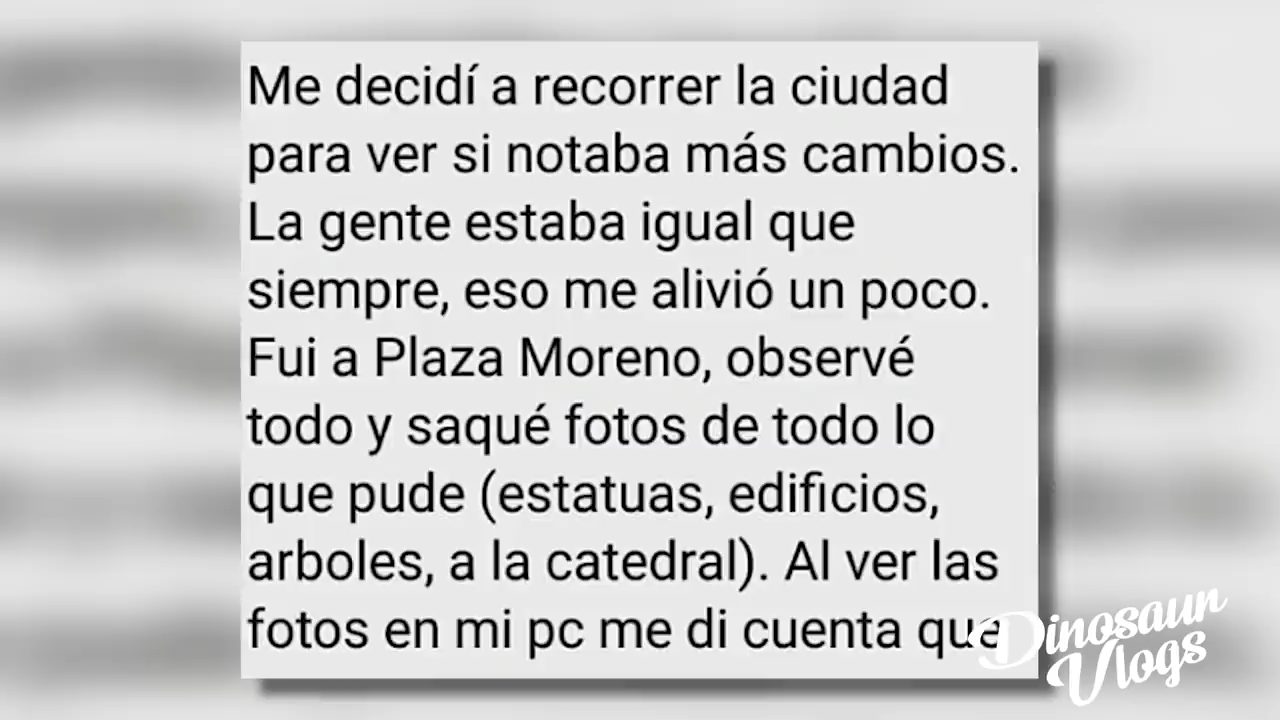 Me decidí a recorrer la ciudad
para ver si notaba más cambios.
La gente estaba igual que
siempre, eso me alivió un poco.
Fui a Plaza Moreno, observé
todo y saqué fotos de todo lo
que pude (estatuas, edificios,
arboles, a la catedral). Al ver las
fotos en mi pc me di cuenta que
Dinosaun
Vlogs